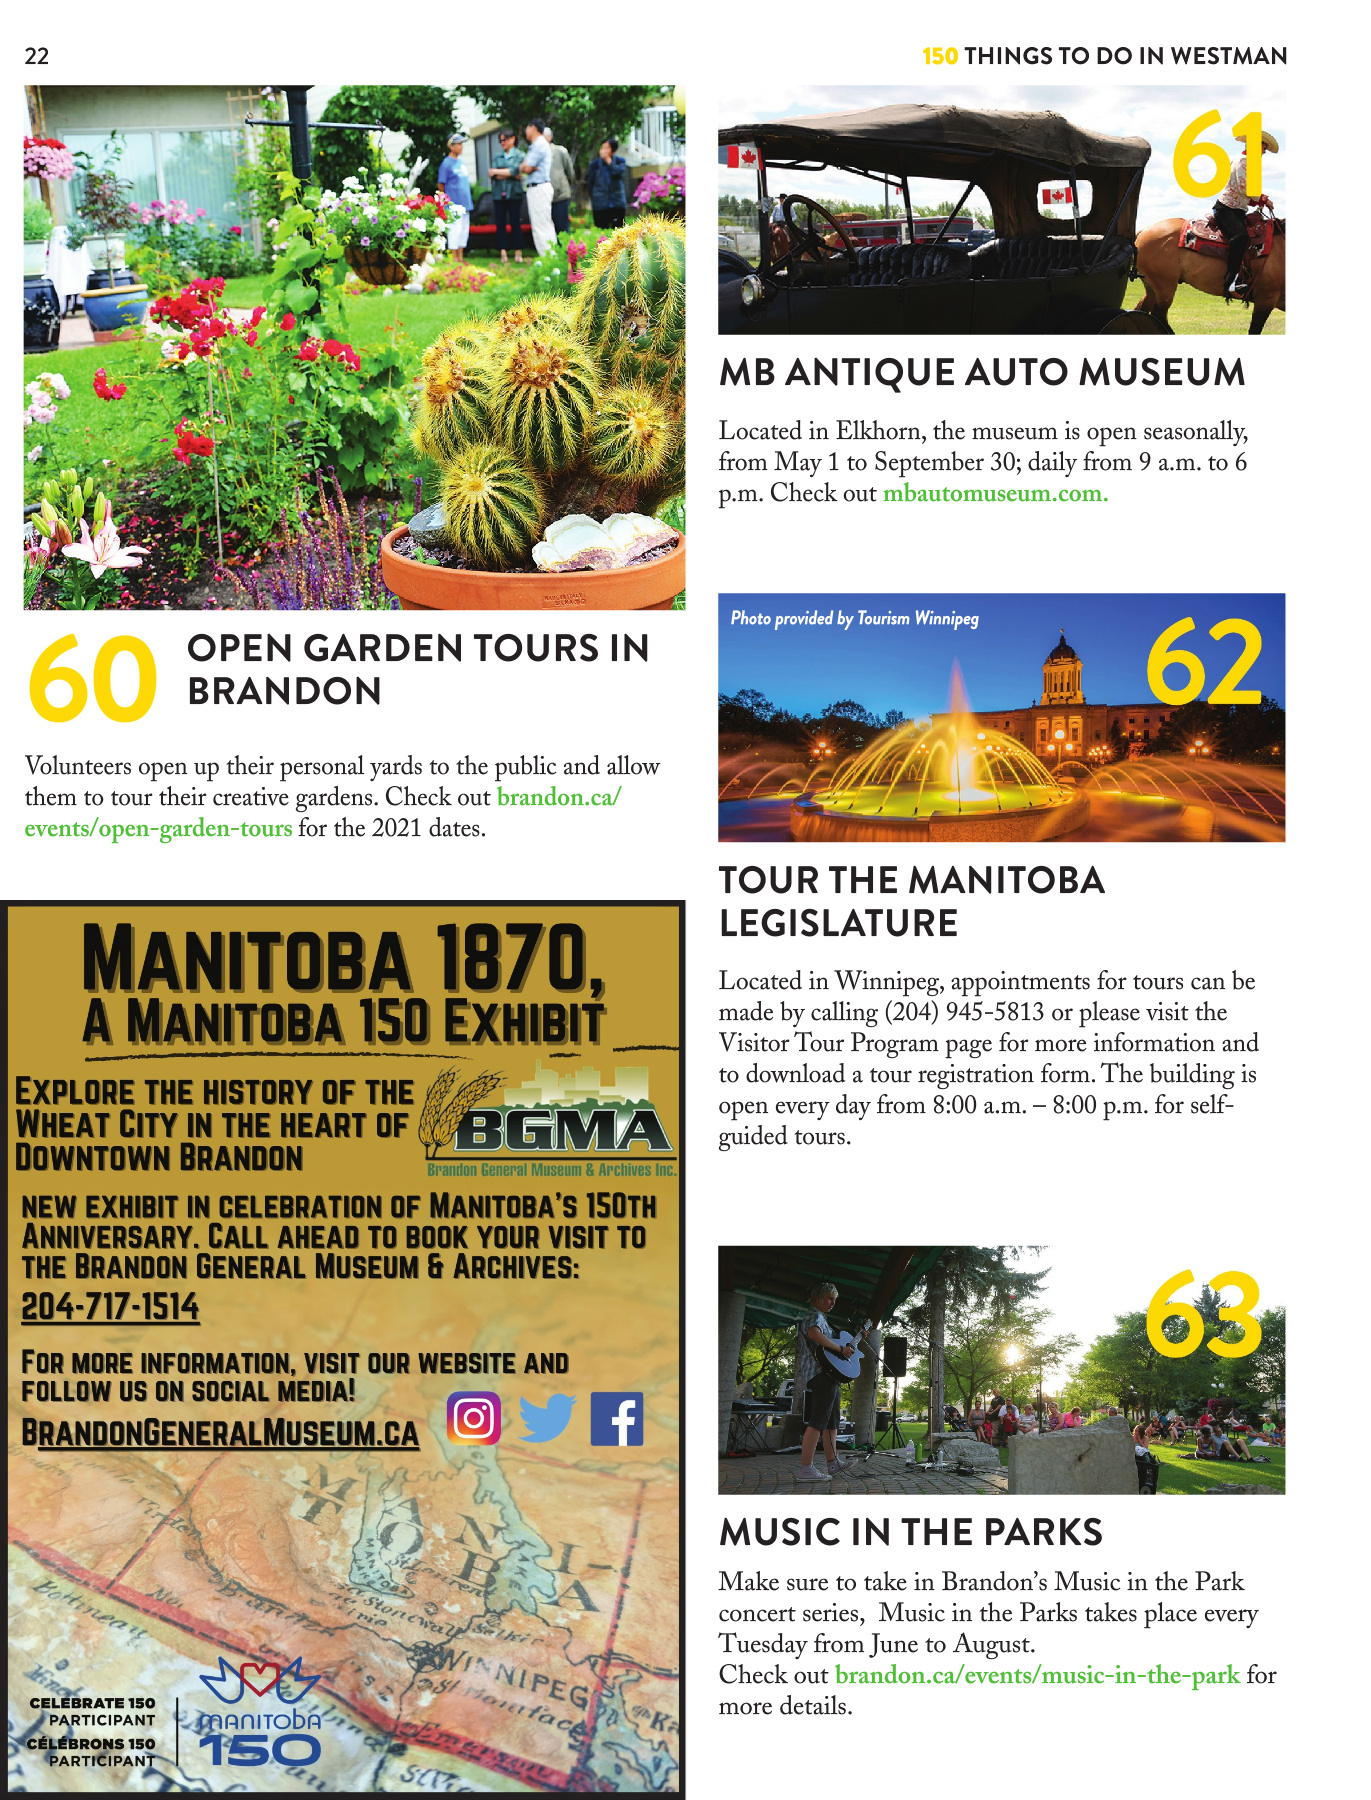 22
150 THINGS TO DO IN WESTMAN
60
OPEN GARDEN TOURS IN
BRANDON
Volunteers open up their personal yards to the public and allow
them to tour their creative gardens. Check out brandon.ca/
events/open-garden-tours for the 2021 dates.
MANITOBA 1870,
A MANITOBA 150 EXHIBIT
EXPLORE THE HISTORY OF THE
WHEAT CITY IN THE HEART OF
DOWNTOWN BRANDON
BGMA
Brandon General Museum & Archives Inc.
NEW EXHIBIT IN CELEBRATION OF MANITOBA'S 150TH
ANNIVERSARY. CALL AHEAD TO BOOK YOUR VISIT TO
THE BRANDON GENERAL MUSEUM & ARCHIVES:
204-717-1514
FOR MORE INFORMATION, VISIT OUR WEBSITE AND
FOLLOW US ON SOCIAL MEDIA!
BRANDONGENERALMUSEUM.CA
MANI-
TOBA
Brandon
Stonewall
Selkirk
WINNIPEG
St Boniface
Emerson
CELEBRATE 150
PARTICIPANT
CÉLÉBRONS 150
PARTICIPANT
manitoba
150
61
MB ANTIQUE AUTO MUSEUM
Located in Elkhorn, the museum is open seasonally,
from May 1 to September 30; daily from 9 a.m. to 6
p.m. Check out mbautomuseum.com.
Photo provided by Tourism Winnipeg
62
TOUR THE MANITOBA
LEGISLATURE
Located in Winnipeg, appointments for tours can be
made by calling (204) 945-5813 or please visit the
Visitor Tour Program page for more information and
to download a tour registration form. The building is
open every day from 8:00 a.m. – 8:00 p.m. for self-
guided tours.
63
MUSIC IN THE PARKS
Make sure to take in Brandon's Music in the Park
concert series,  Music in the Parks takes place every
Tuesday from June to August.
Check out brandon.ca/events/music-in-the-park for
more details.